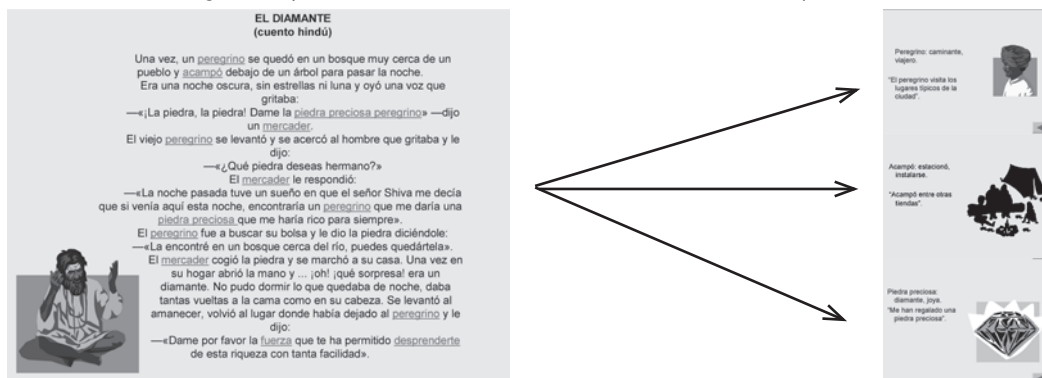 EL DIAMANTE
(cuento hindú)
Una vez, un peregrino se quedó en un bosque muy cerca de un
pueblo y acampó debajo de un árbol para pasar la noche.
Era una noche oscura, sin estrellas ni luna y oyó una voz que
gritaba:
—«¡La piedra, la piedra! Dame la piedra preciosa peregrino» —dijo
un mercader.
El viejo peregrino se levantó y se acercó al hombre que gritaba y le
dijo:
—«¿Qué piedra deseas hermano?»
El mercader le respondió:
—«La noche pasada tuve un sueño en que el señor Shiva me decía
que si venía aquí esta noche, encontraría un peregrino que me daría una
piedra preciosa que me haría rico para siempre».
El peregrino fue a buscar su bolsa y le dio la piedra diciéndole:
—«La encontré en un bosque cerca del río, puedes quedártela».
El mercader cogió la piedra y se marchó a su casa. Una vez en
su hogar abrió la mano y ... ¡oh! ¡qué sorpresa! era un
diamante. No pudo dormir lo que quedaba de noche, daba
tantas vueltas a la cama como en su cabeza. Se levantó al
amanecer, volvió al lugar donde había dejado al peregrino y le
dijo:
—«Dame por favor la fuerza que te ha permitido desprenderte
de esta riqueza con tanta facilidad».
Peregrino: caminante,
viajero.
"El peregrino visita los
lugares típicos de la
ciudad".
Acampó: estacionó,
instalarse.
"Acampó entre otras
tiendas".
Piedra preciosa:
diamante, joya.
"Me han regalado una
piedra preciosa".